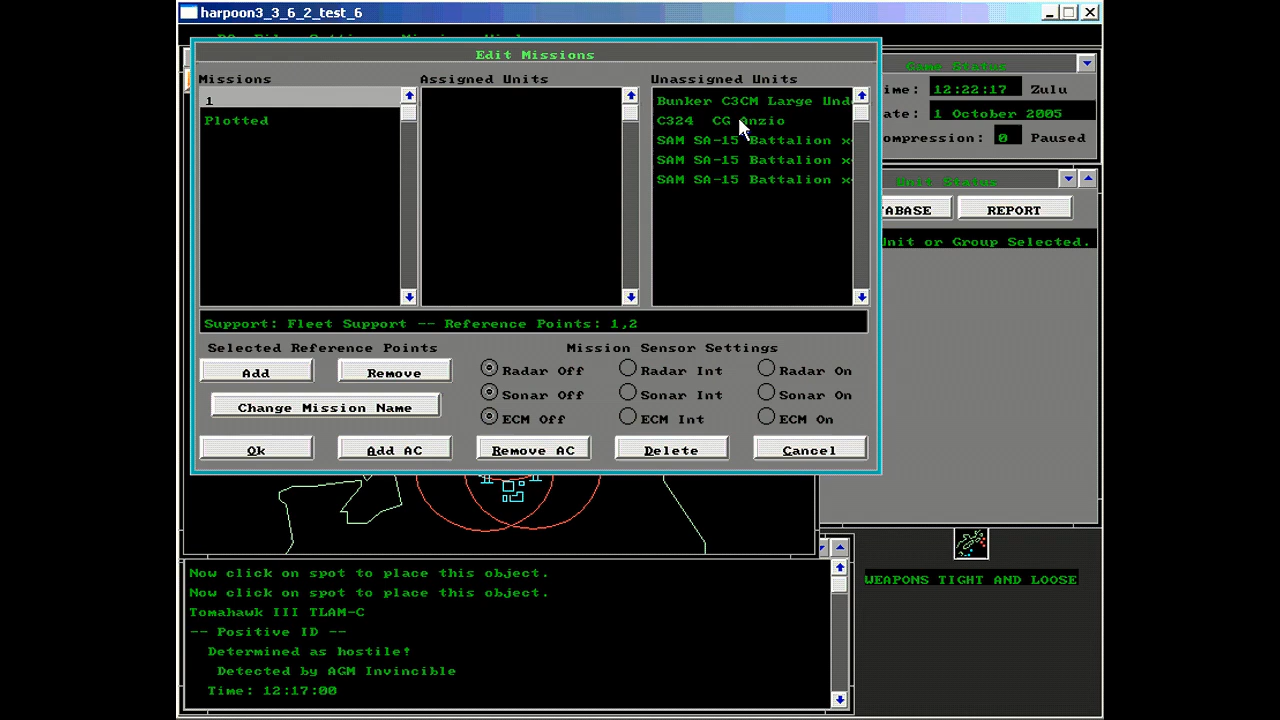 harpoon3_3_6_2_test_6
Edit Missions
Game Status
Missions
Assigned Units
Unassigned Units
1
Plotted
Bunker C3CM Large Und
C324 CG Anzio
SAM SA-15 Battalion x
SAM SA-15 Battalion x
SAM SA-15 Battalion x
ime: 12:22:17 Zulu
ate: 1 October 2005
ompression: 0 Paused
Unit Status
ABASE
REPORT
Unit or Group Selected.
Support: Fleet Support -- Reference Points: 1,2
Selected Reference Points
Mission Sensor Settings
Add
Remove
Radar Off
Radar Int
Radar On
Change Mission Name
Sonar Off
Sonar Int
Sonar On
ECM Off
ECM Int
ECM On
Ok
Add AC
Remove AC
Delete
Cancel
Now click on spot to place this object.
Now click on spot to place this object.
Tomahawk III TLAM-C
-- Positive ID --
Determined as hostile!
Detected by AGM Invincible
Time: 12:17:00
WEAPONS TIGHT AND LOOSE